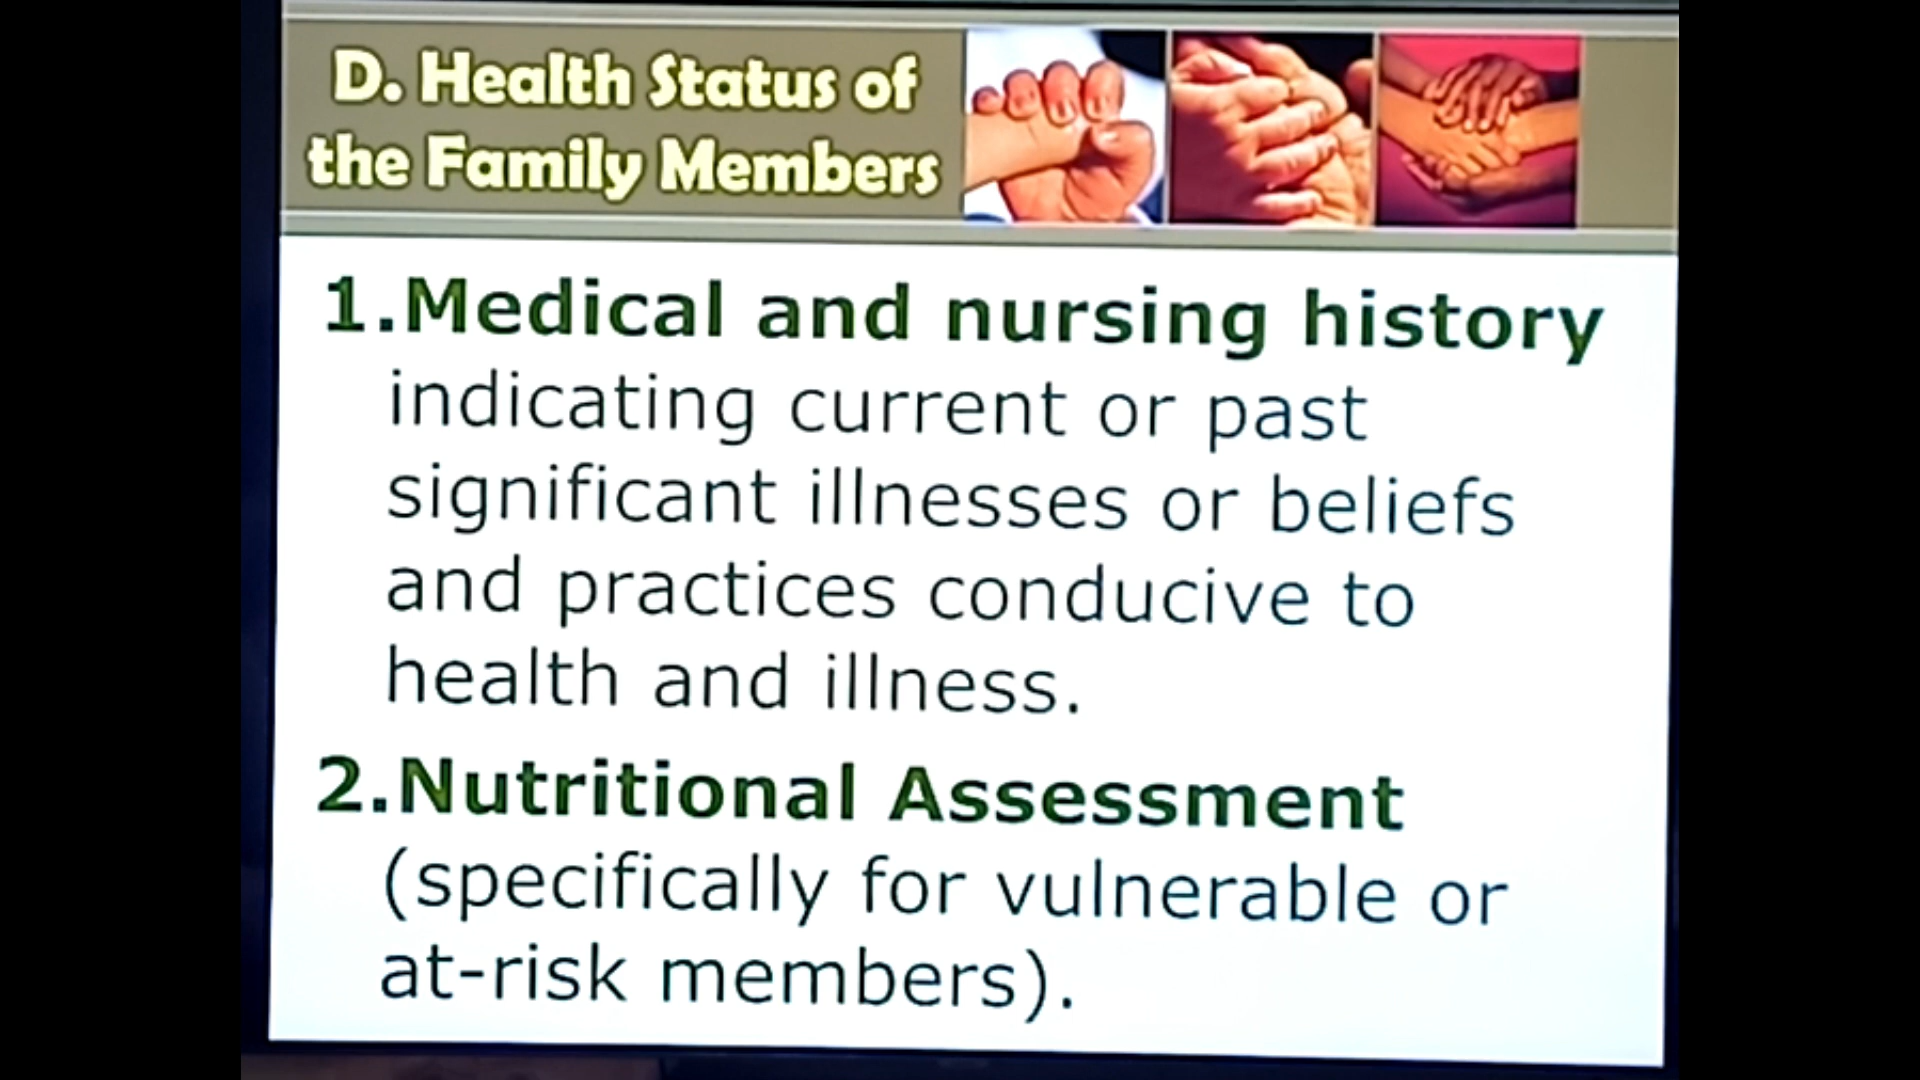 D. Health Status of
the Family Members
1.Medical and nursing history
indicating current or past
significant illnesses or beliefs
and practices conducive to
health and illness.
2.Nutritional Assessment
(specifically for vulnerable or
at-risk members).